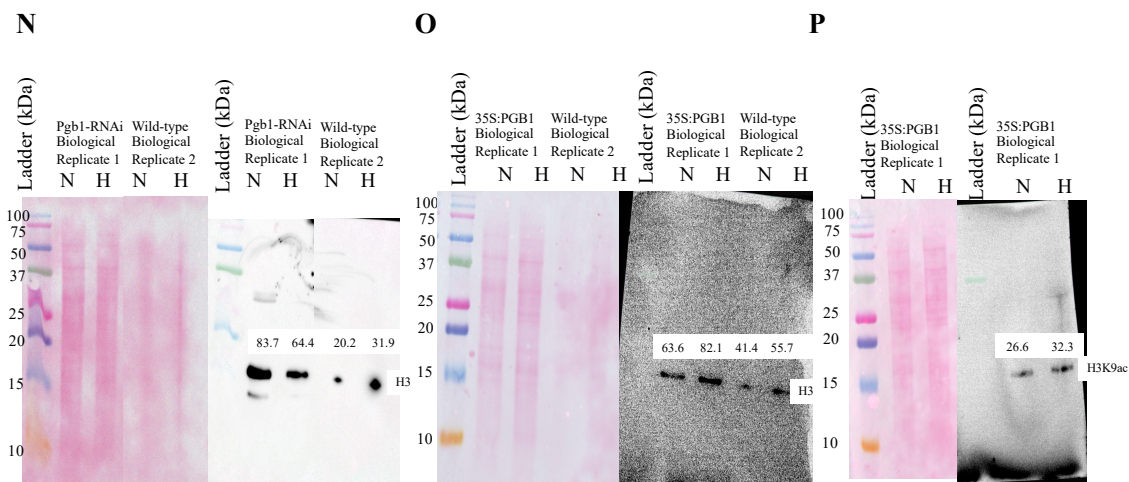 N
O
P
Ladder (kDa)
Pgb1-RNAi
Biological
Replicate 1
Wild-type
Biological
Replicate 2
N H N H
100
75
50
37
25
20
15
10
Ladder (kDa)
Pgb1-RNAi
Biological
Replicate 1
Wild-type
Biological
Replicate 2
N H N H
83.7 64.4 20.2 31.9
H3
Ladder (kDa)
35S:PGB1
Biological
Replicate 1
Wild-type
Biological
Replicate 2
N H N H
100
75
50
37
25
20
15
10
Ladder (kDa)
35S:PGB1
Biological
Replicate 1
Wild-type
Biological
Replicate 2
N H N H
63.6 82.1 41.4 55.7
H3
Ladder (kDa)
35S:PGB1
Biological
Replicate 1
N H
100
75
50
37
25
20
15
10
Ladder (kDa)
35S:PGB1
Biological
Replicate 1
N H
26.6 32.3
H3K9ac